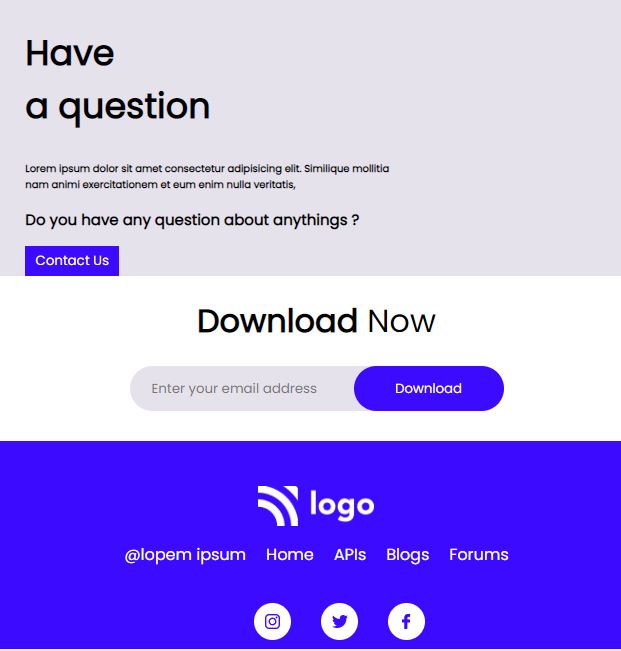 Have
a question
Lorem ipsum dolor sit amet consectetur adipisicing elit. Similique mollitia
nam animi exercitationem et eum enim nulla veritatis,
Do you have any question about anythings ?
Contact Us
Download Now
Enter your email address
Download
logo
@lopem ipsum Home APIs Blogs Forums